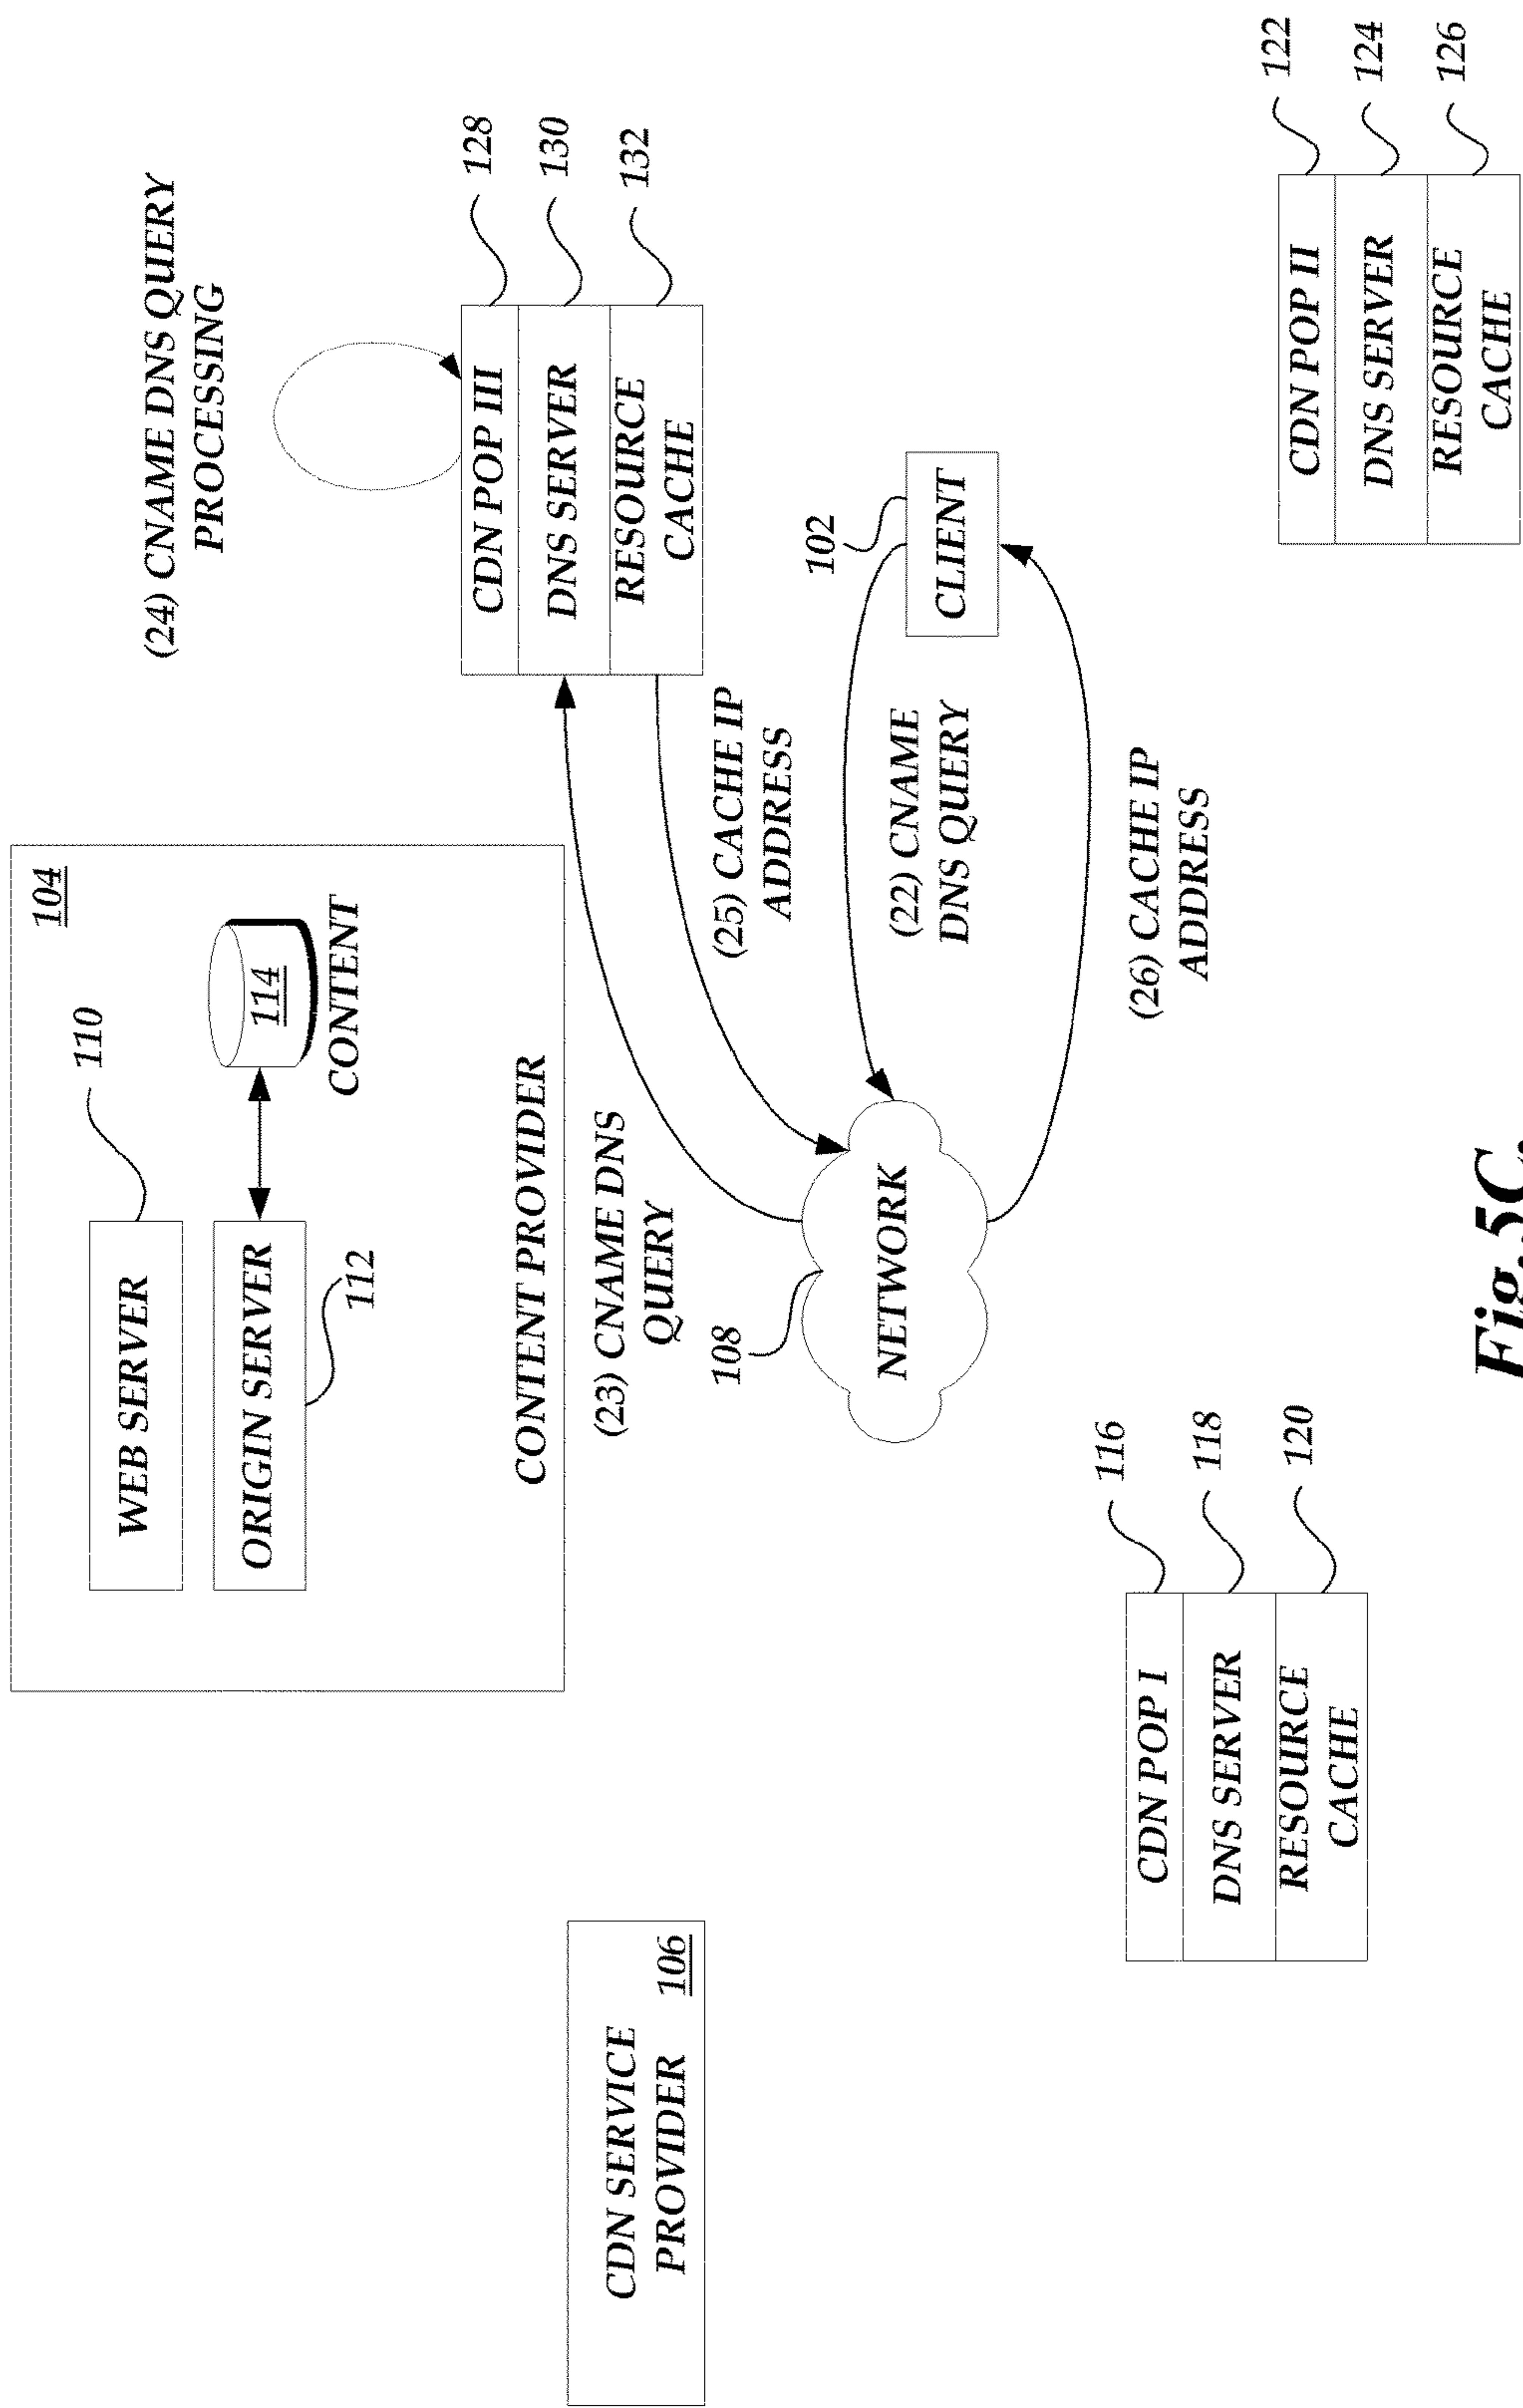 104
110
WEB SERVER
ORIGIN SERVER
112
114
CONTENT
CONTENT PROVIDER
(24) CNAME DNS QUERY
PROCESSING
CDN POP III
DNS SERVER
RESOURCE
CACHE
128
130
132
CDN SERVICE
PROVIDER
106
(23) CNAME DNS
QUERY
108
NETWORK
(25) CACHE IP
ADDRESS
102
CLIENT
(22) CNAME
DNS QUERY
(26) CACHE IP
ADDRESS
CDN POP I
DNS SERVER
RESOURCE
CACHE
116
118
120
CDN POP II
DNS SERVER
RESOURCE
CACHE
122
124
126
Fig.5C.